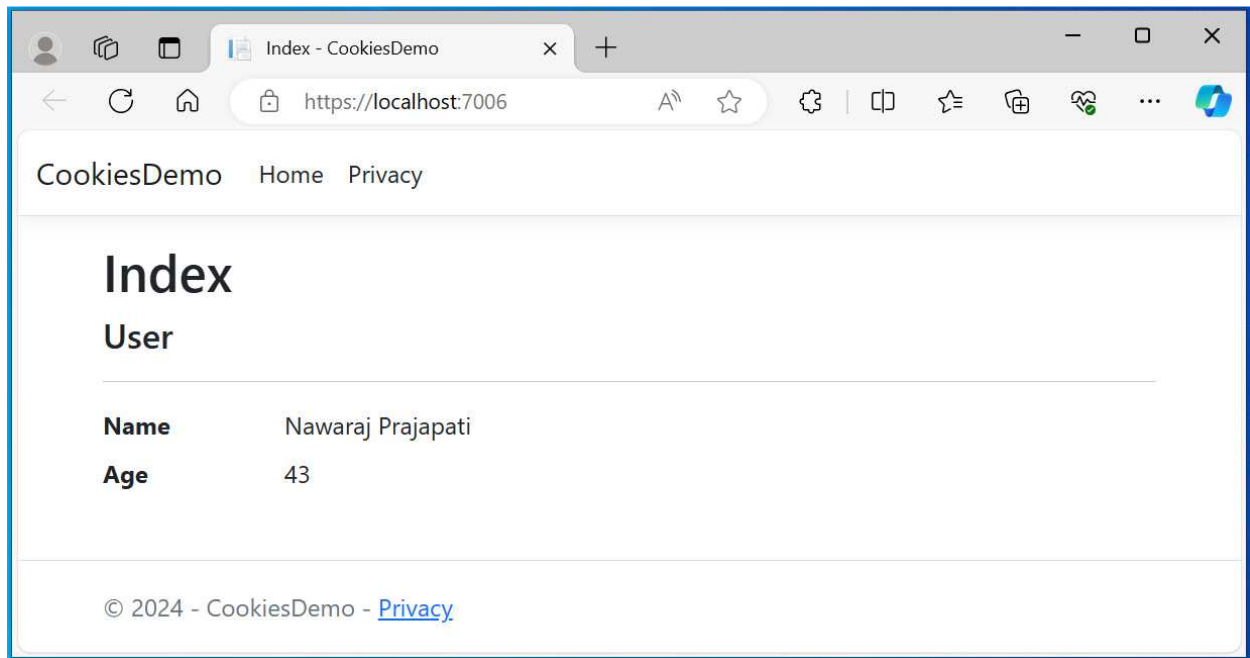 Index - CookiesDemo
https://localhost:7006
CookiesDemo Home Privacy
Index
User
Name Nawaraj Prajapati
Age 43
© 2024 - CookiesDemo - Privacy